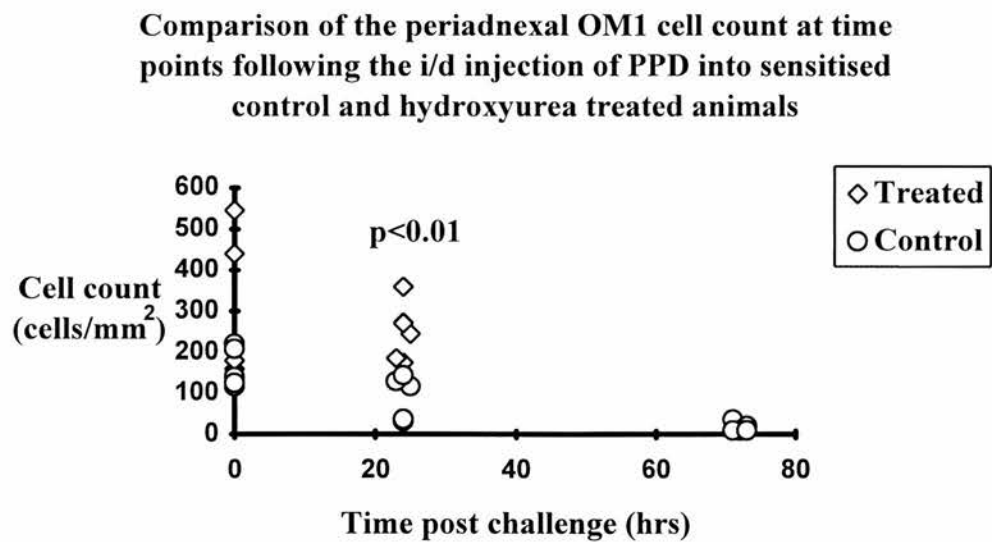 Comparison of the periadnexal OM1 cell count at time
points following the i/d injection of PPD into sensitised
control and hydroxyurea treated animals
600
500
400
300
200
100
0
Cell count
(cells/mm²)
p<0.01
Treated
Control
0 20 40 60 80
Time post challenge (hrs)